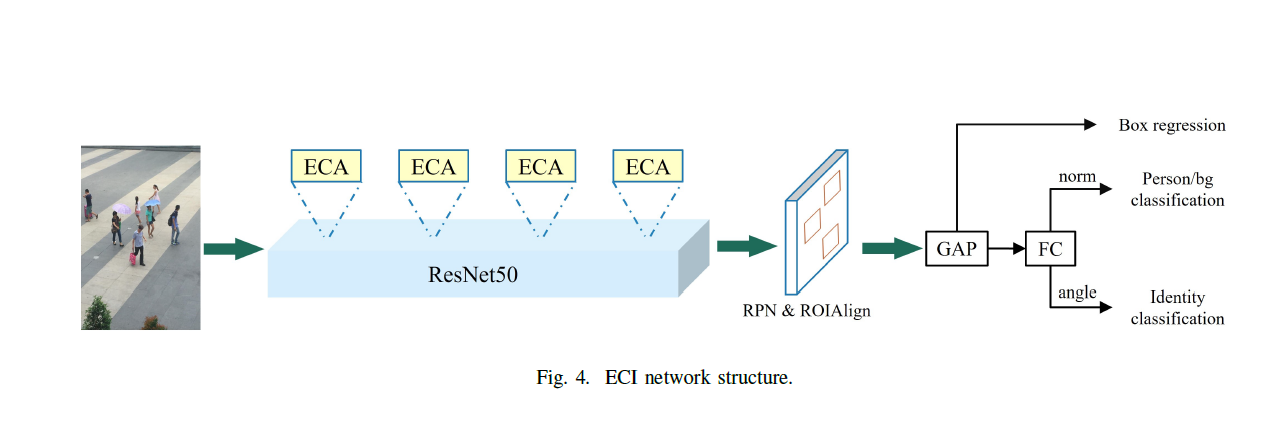 Box regression
ECA ECA ECA ECA
norm
Person/bg
classification
GAP
FC
ResNet50
angle
Identity
classification
RPN & ROIAlign
Fig. 4. ECI network structure.